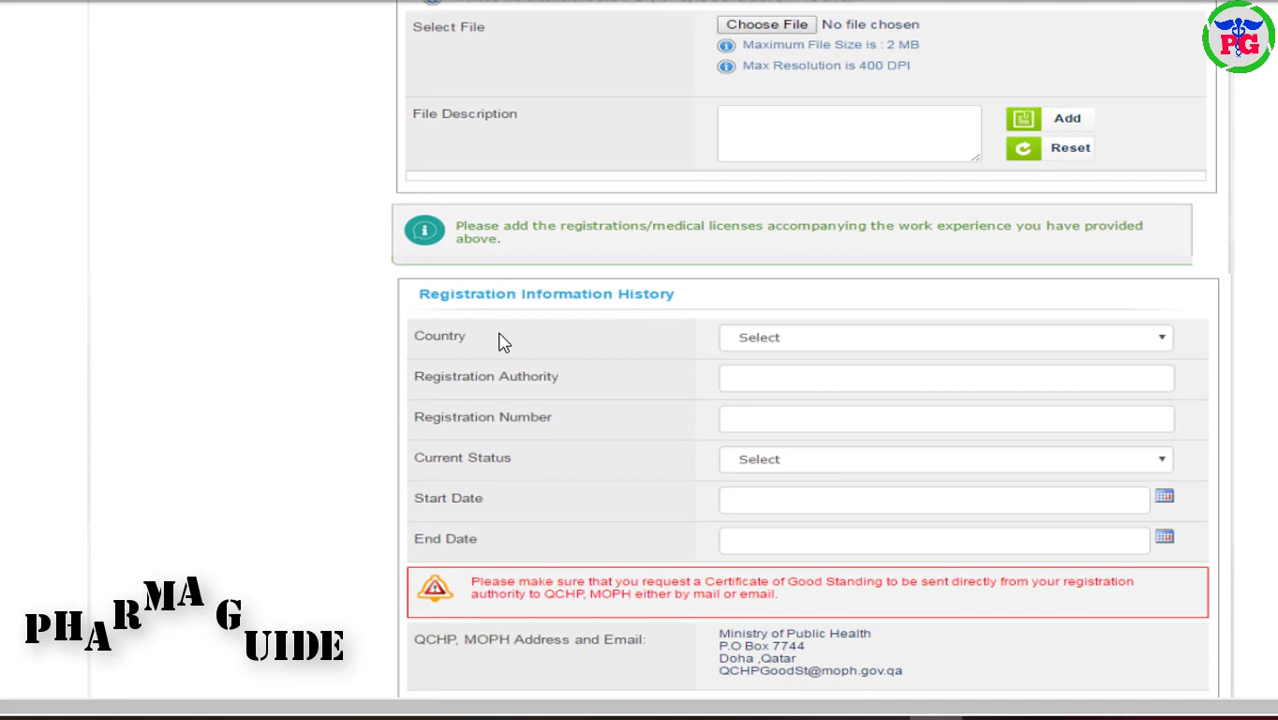 Select File
Choose File No file chosen
Maximum File Size is : 2 MB
Max Resolution is 400 DPI
File Description
Add
Reset
Please add the registrations/medical licenses accompanying the work experience you have provided
above.
Registration Information History
Country Select
Registration Authority
Registration Number
Current Status Select
Start Date
End Date
Please make sure that you request a Certificate of Good Standing to be sent directly from your registration
authority to QCHP, MOPH either by mail or email.
QCHP, MOPH Address and Email:
Ministry of Public Health
P.O Box 7744
Doha ,Qatar
QCHPGoodSt@moph.gov.qa
PHARMA GUIDE
PG